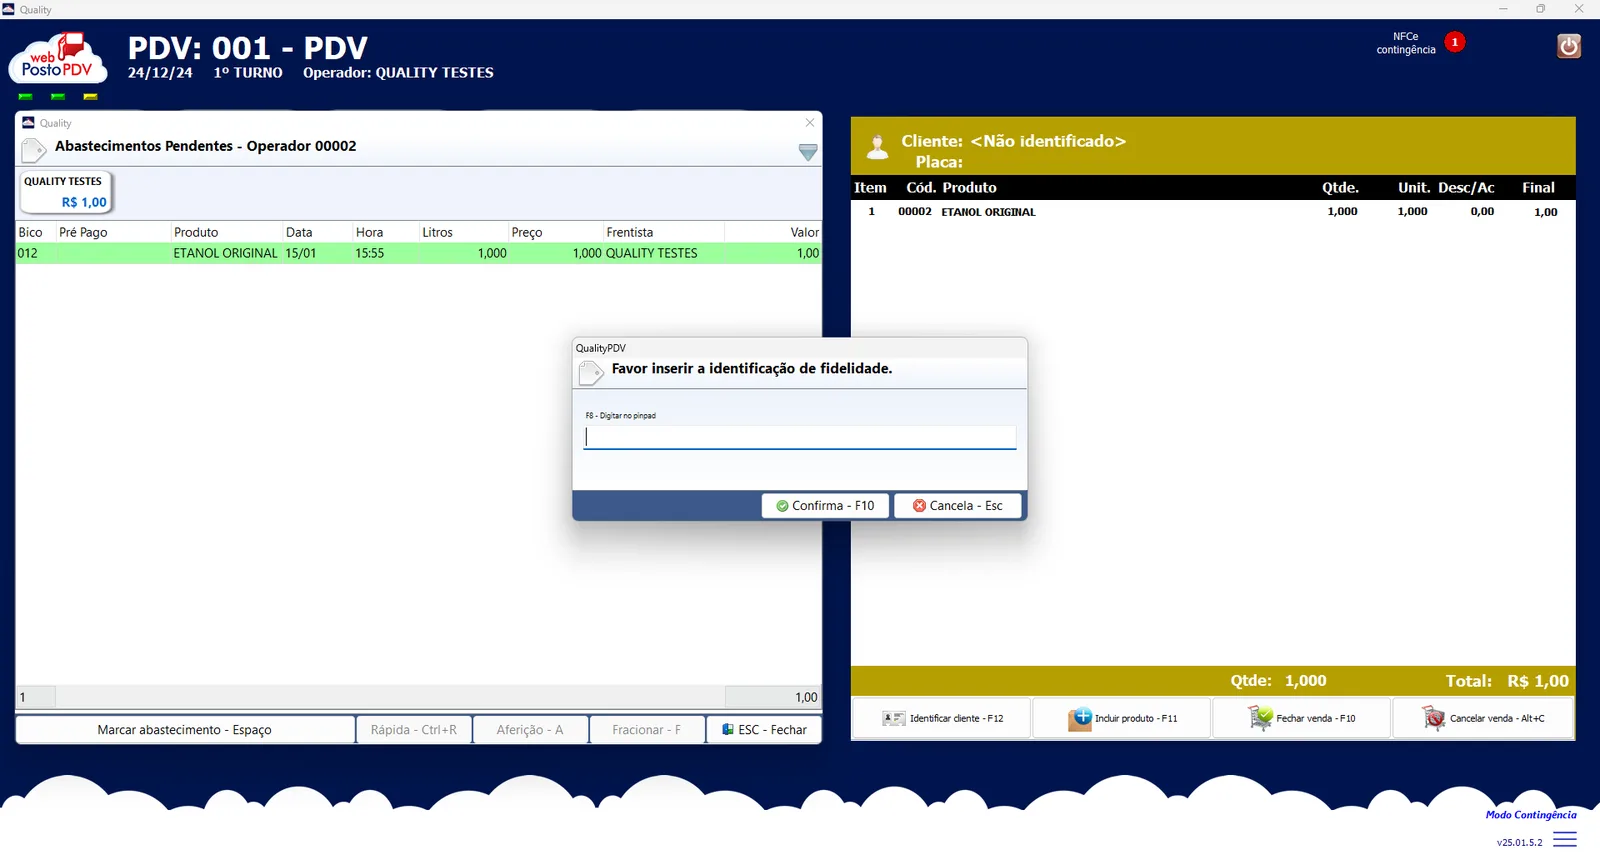 Quality
web
PostoPDV
PDV: 001 - PDV
24/12/24 1º TURNO Operador: QUALITY TESTES
NFCe
contingência
1
Quality
Abastecimentos Pendentes - Operador 00002
QUALITY TESTES
R$ 1,00
Bico Pré Pago Produto Data Hora Litros Preço Frentista Valor
012 ETANOL ORIGINAL 15/01 15:55 1,000 1,000 QUALITY TESTES 1,00
1 1,00
Marcar abastecimento - Espaço Rápida - Ctrl+R Aferição - A Fracionar - F ESC - Fechar
Cliente: <Não identificado>
Placa:
Item Cód. Produto Qtde. Unit. Desc/Ac Final
1 00002 ETANOL ORIGINAL 1,000 1,000 0,00 1,00
QualityPDV
Favor inserir a identificação de fidelidade.
F8 - Digitar no pinpad
Confirma - F10 Cancela - Esc
Qtde: 1,000 Total: R$ 1,00
Identificar cliente - F12 Incluir produto - F11 Fechar venda - F10 Cancelar venda - Alt+C
Modo Contingência
v25.01.5.2